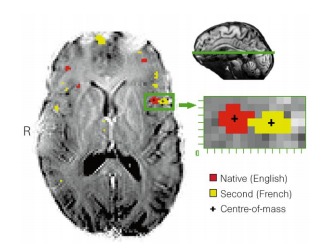 R
Native (English)
Second (French)
+ Centre-of-mass